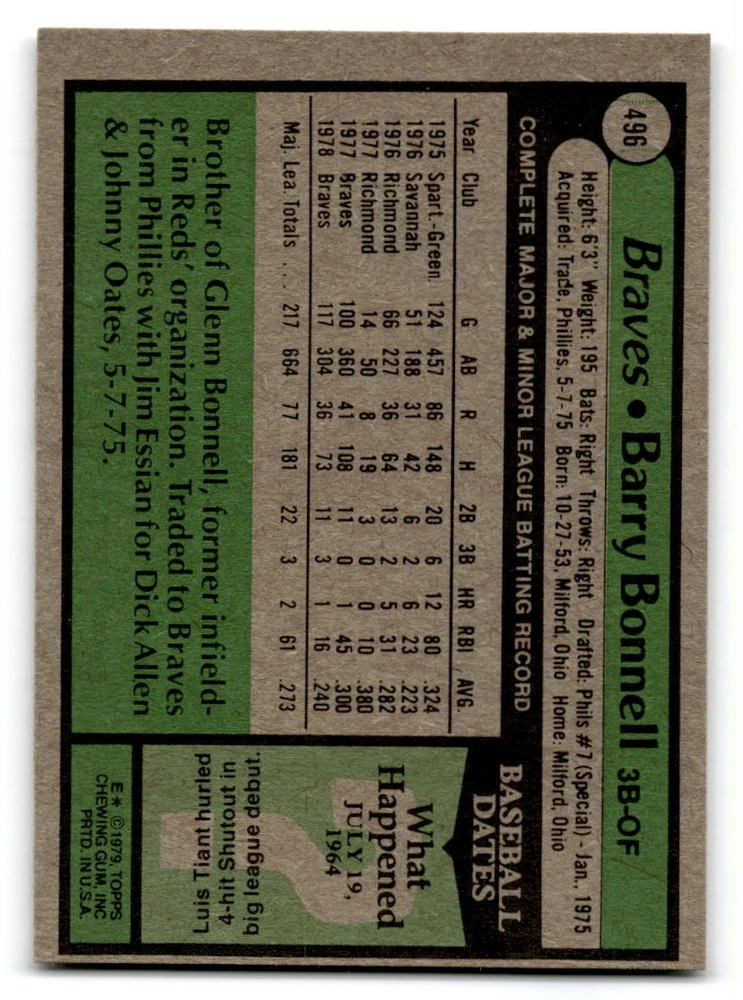 496
Braves • Barry Bonnell 3B-OF
Height: 6'3" Weight: 195 Bats: Right Throws: Right Drafted: Phils #7 (Special) - Jan., 1975
Acquired: Trade, Phillies, 5-7-75 Born: 10-27-53, Milford, Ohio Home: Milford, Ohio
COMPLETE MAJOR & MINOR LEAGUE BATTING RECORD
Year Club G AB R H 2B 3B HR RBI AVG.
1975 Spart.-Green. 124 457 86 148 20 6 12 80 .324
1976 Savannah 51 188 31 42 6 2 6 23 .223
1976 Richmond 66 227 36 64 13 2 5 31 .282
1977 Richmond 14 50 8 19 3 0 0 10 .380
1977 Braves 100 360 41 108 11 0 1 45 .300
1978 Braves 117 304 36 73 11 3 1 16 .240
Maj. Lea. Totals ... 217 664 77 181 22 3 2 61 .273
Brother of Glenn Bonnell, former infield-
er in Reds' organization. Traded to Braves
from Phillies with Jim Essian for Dick Allen
& Johnny Oates, 5-7-75.
BASEBALL
DATES
What
Happened
JULY 19,
1964
?
Luis Tiant hurled
4-hit Shutout in
big league debut.
E* ©1979, TOPPS
CHEWING GUM, INC
PRTD. IN U.S.A.